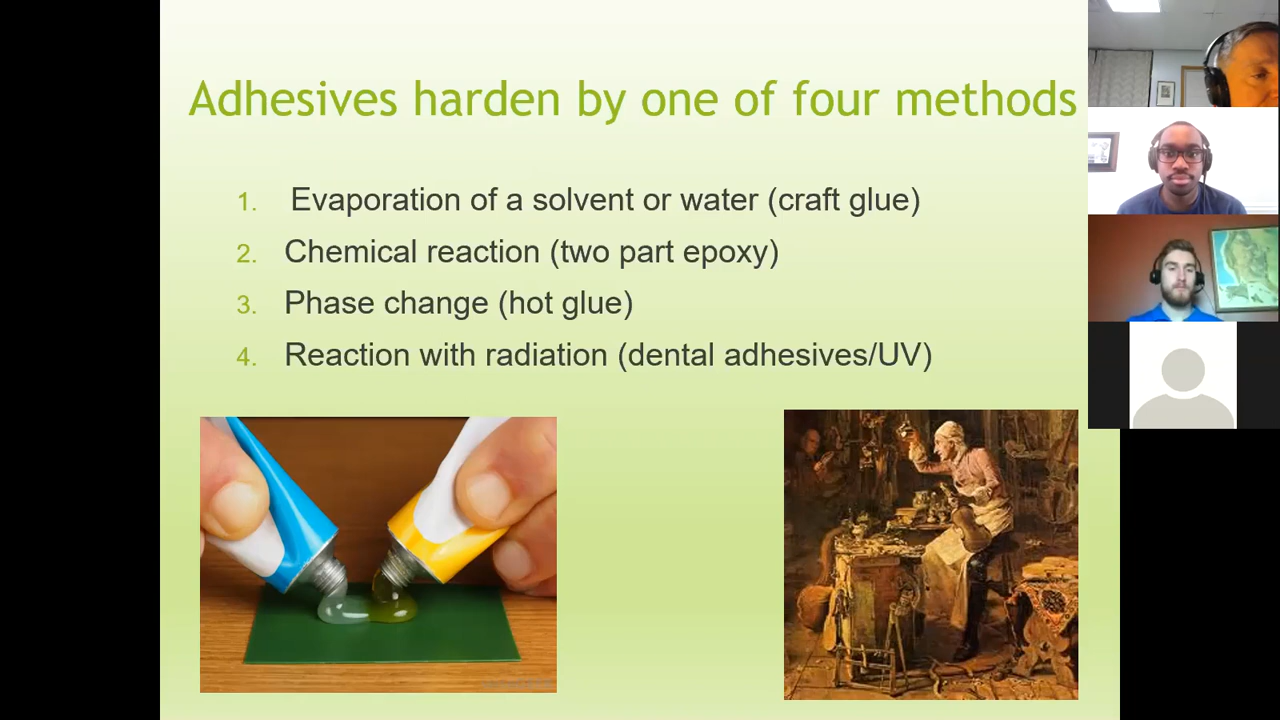 Adhesives harden by one of four methods
1. Evaporation of a solvent or water (craft glue)
2. Chemical reaction (two part epoxy)
3. Phase change (hot glue)
4. Reaction with radiation (dental adhesives/UV)